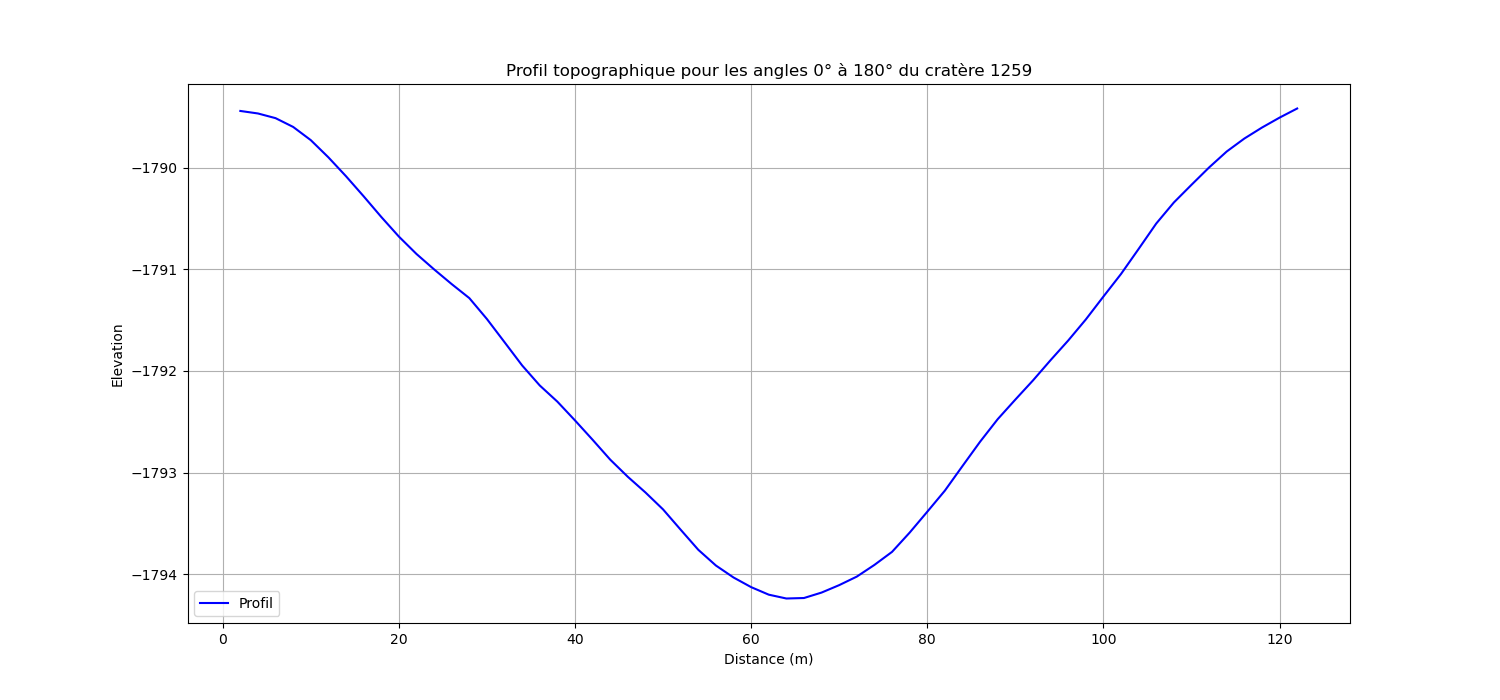 Profil topographique pour les angles 0° à 180° du cratère 1259
−1790
−1791
−1792
−1793
−1794
Elevation
Profil
0 20 40 60 80 100 120
Distance (m)